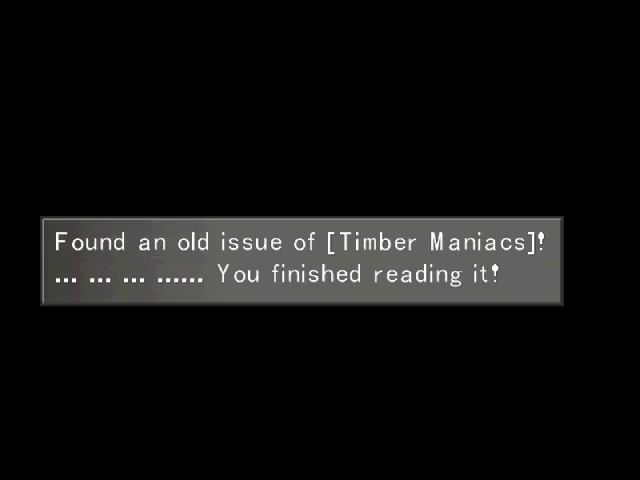 Found an old issue of [Timber Maniacs]!
... ... ... ...... You finished reading it!